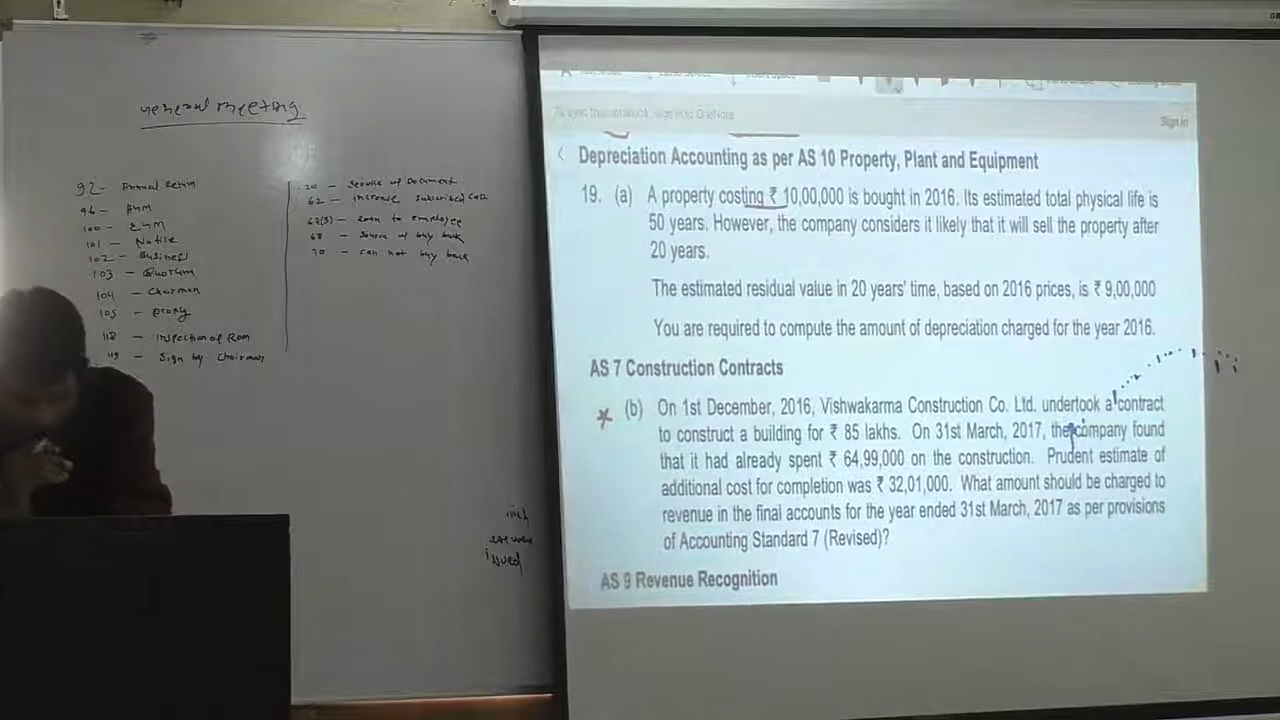 General meeting
92 - Annual Return
96 - AGM
100 - EGM
101 - Notice
102 - Business
103 - Quorum
104 - Chairman
105 - proxy
118 - Inspection of
119 - Sign by Chairman
20 - Service of Document
62 - increase subscribed
67(3) - loan to employee
68 - Source of buy back
70 - can not buy back
issued
sign in to OneNote
Sign in
Depreciation Accounting as per AS 10 Property, Plant and Equipment
19. (a) A property costing ₹ 10,00,000 is bought in 2016. Its estimated total physical life is
50 years. However, the company considers it likely that it will sell the property after
20 years.
The estimated residual value in 20 years' time, based on 2016 prices, is ₹ 9,00,000
You are required to compute the amount of depreciation charged for the year 2016.
AS 7 Construction Contracts
(b) On 1st December, 2016, Vishwakarma Construction Co. Ltd. undertook a contract
to construct a building for ₹ 85 lakhs. On 31st March, 2017, the company found
that it had already spent ₹ 64,99,000 on the construction. Prudent estimate of
additional cost for completion was ₹ 32,01,000. What amount should be charged to
revenue in the final accounts for the year ended 31st March, 2017 as per provisions
of Accounting Standard 7 (Revised)?
AS 9 Revenue Recognition